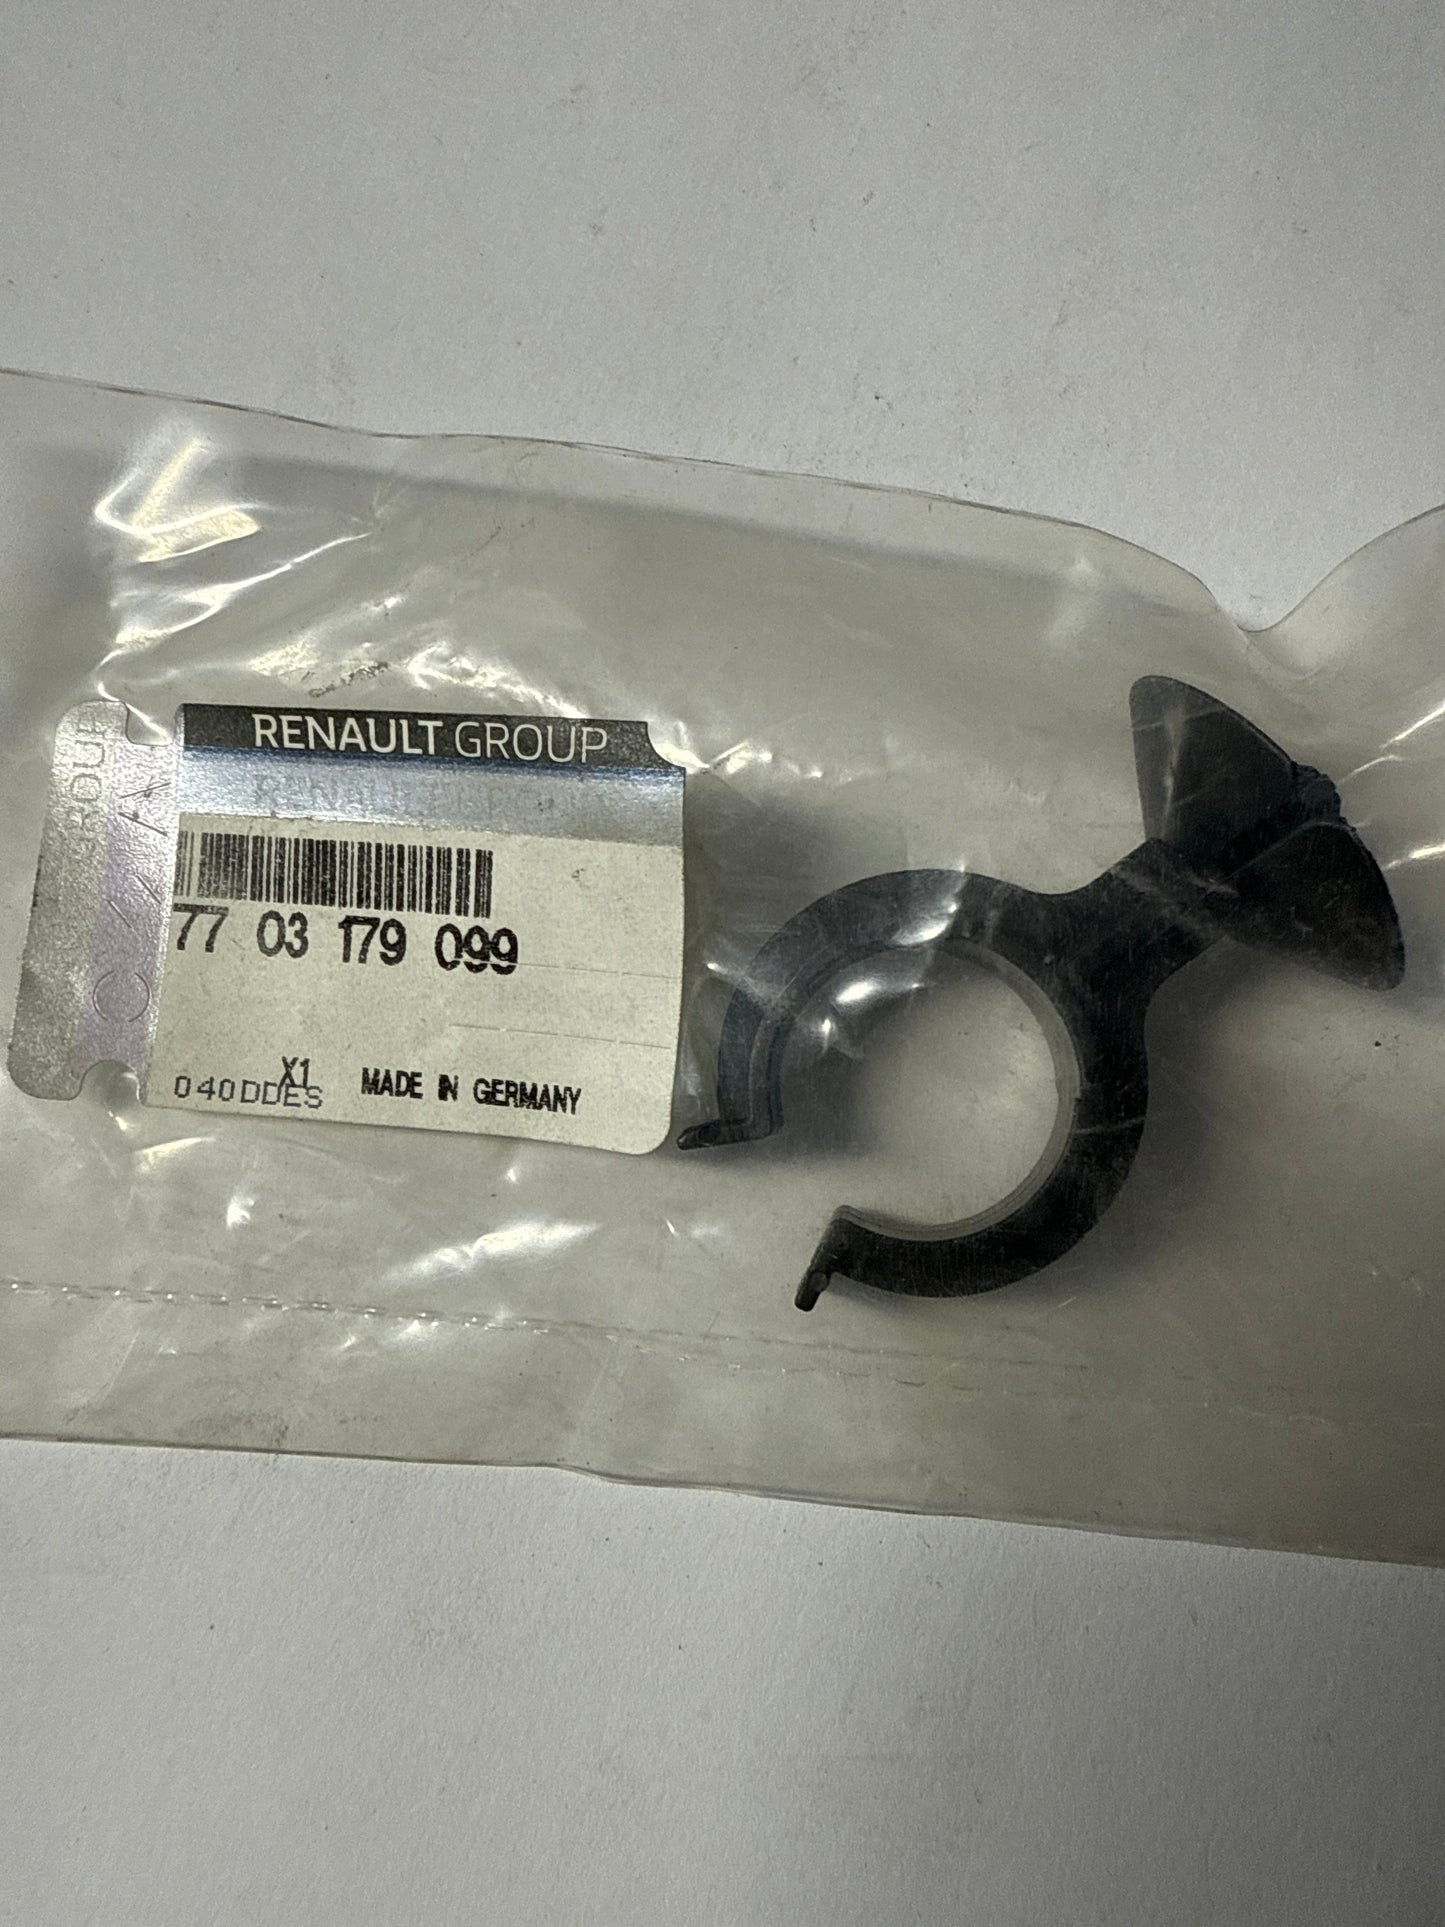 RENAULT GROUP
77 03 179 099
X1
040DDES
MADE IN GERMANY